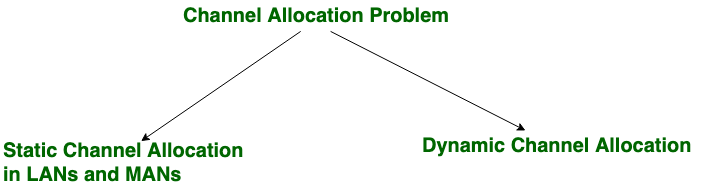 Channel Allocation Problem
Static Channel Allocation
in LANs and MANs
Dynamic Channel Allocation